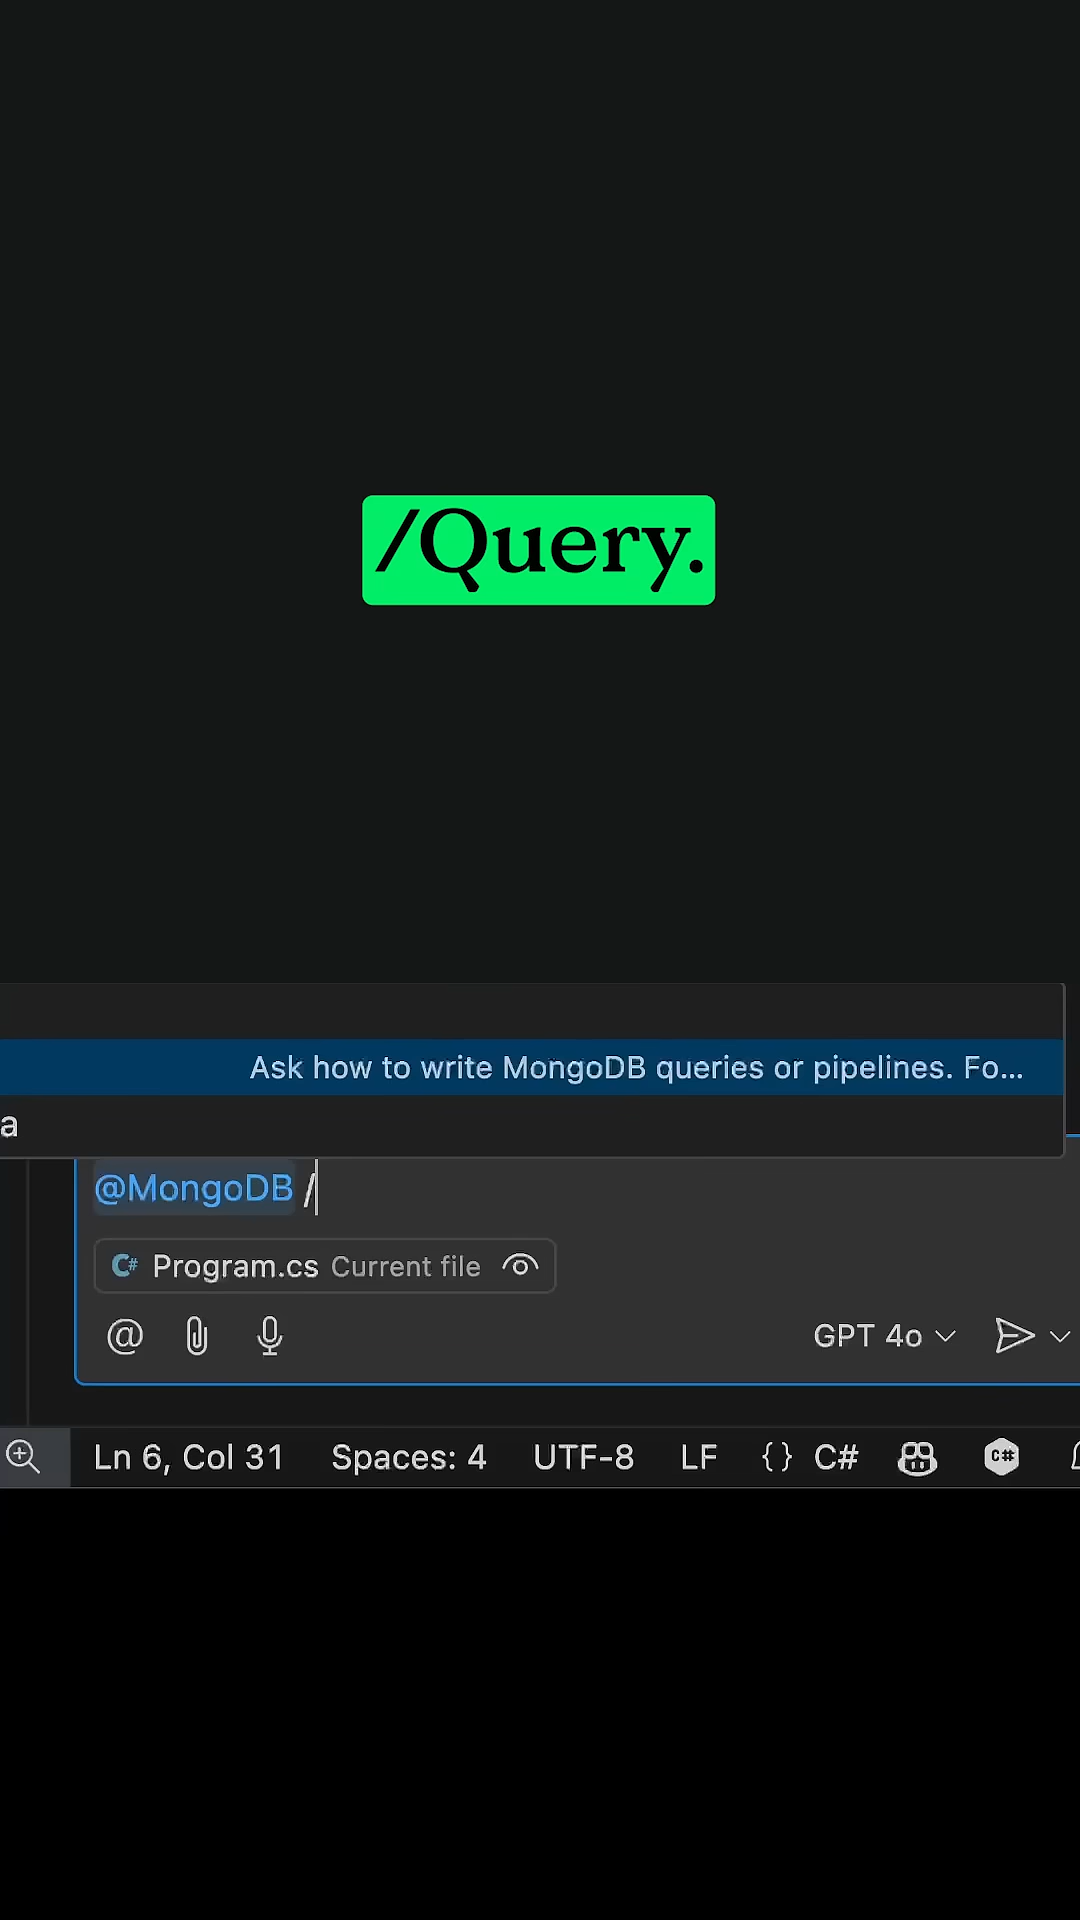 /Query.
Ask how to write MongoDB queries or pipelines. Fo...
a
@MongoDB /
C# Program.cs Current file
@ GPT 4o
Ln 6, Col 31 Spaces: 4 UTF-8 LF {} C# C#